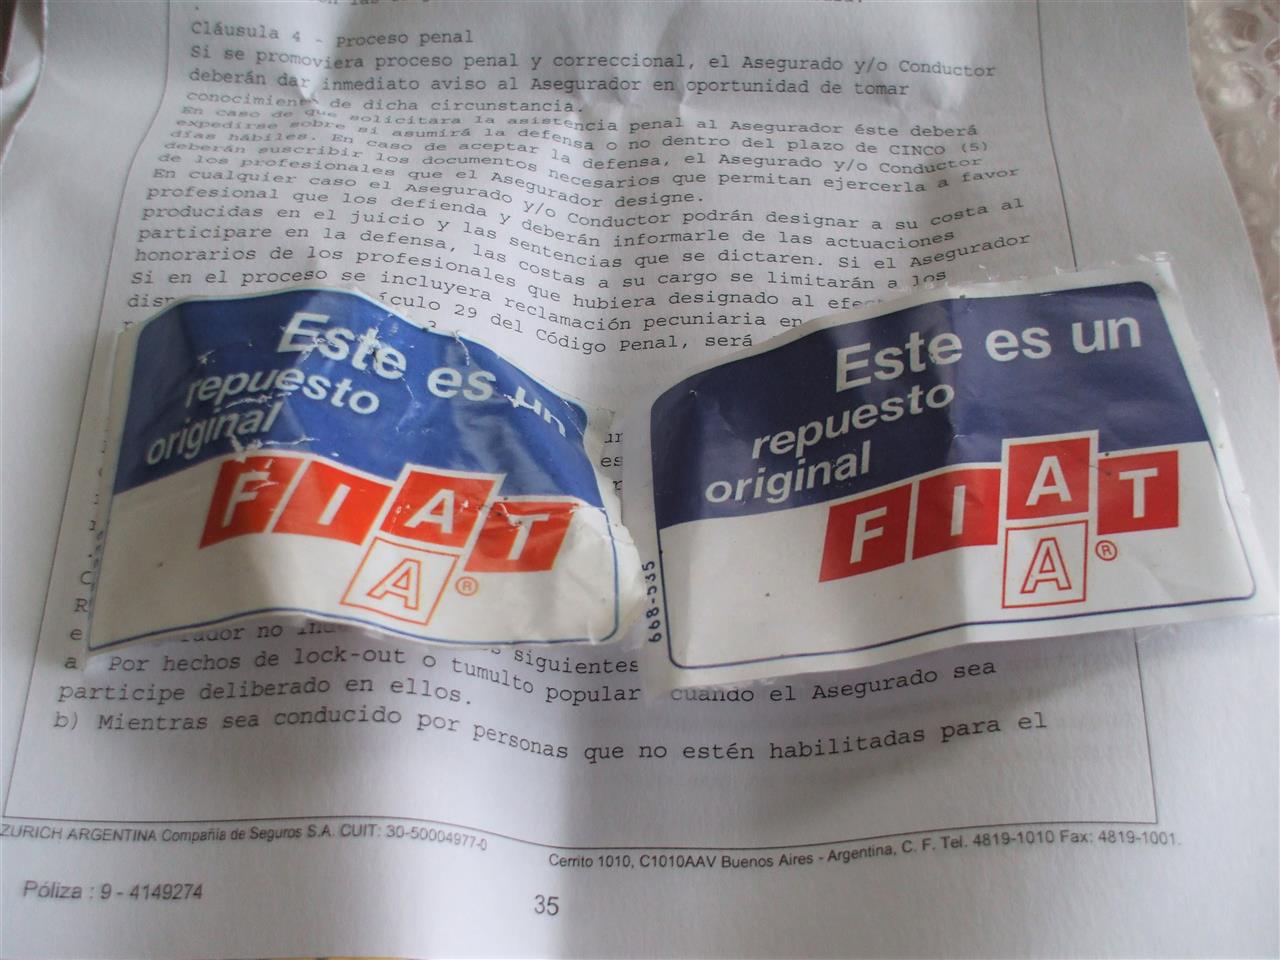 Cláusula 4 - Proceso penal
Si se promoviera proceso penal y correccional, el Asegurado y/o Conductor
deberán dar inmediato aviso al Asegurador en oportunidad de tomar
conocimiento de dicha circunstancia.
En caso de que solicitara la asistencia penal al Asegurador éste deberá
expedirse sobre si asumirá la defensa o no dentro del plazo de CINCO (5)
días hábiles. En caso de aceptar la defensa, el Asegurado y/o Conductor
deberán suscribir los documentos necesarios que permitan ejercerla a favor
de los profesionales que el Asegurador designe.
En cualquier caso el Asegurado y/o Conductor podrán designar a su costa al
profesional que los defienda y deberán informarle de las actuaciones
producidas en el juicio y las sentencias que se dictaren. Si el Asegurador
participare en la defensa, las costas a su cargo se limitarán a los
honorarios de los profesionales que hubiera designado al
Si en el proceso se incluyera reclamación pecuniaria en
29 del Código Penal, será
Este es un
repuesto
original
FIAT
A ®
Este es un
repuesto
original
FIAT
A ®
668-535
no
siguientes
a Por hechos de lock-out o tumulto popular cuando el Asegurado sea
participe deliberado en ellos.
b) Mientras sea conducido por personas que no estén habilitadas para el
ZURICH ARGENTINA Compañia de Seguros S.A. CUIT: 30-50004977-0
Cerrito 1010, C1010AAV Buenos Aires - Argentina, C. F. Tel. 4819-1010 Fax: 4819-1001.
Póliza : 9 - 4149274
35